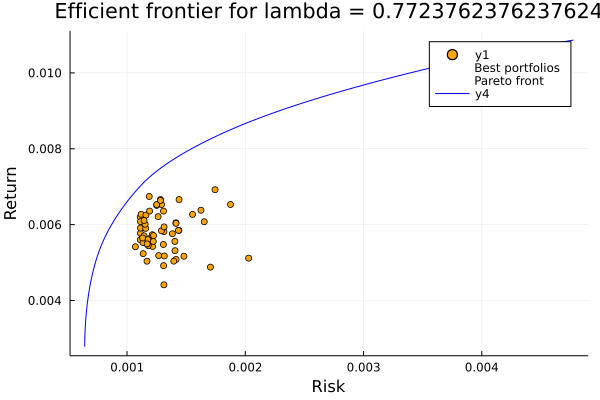 Efficient frontier for lambda = 0.7723762376237624
y1
Best portfolios
Pareto front
y4
0.010
0.008
0.006
0.004
Return
0.001
0.002
0.003
0.004
Risk